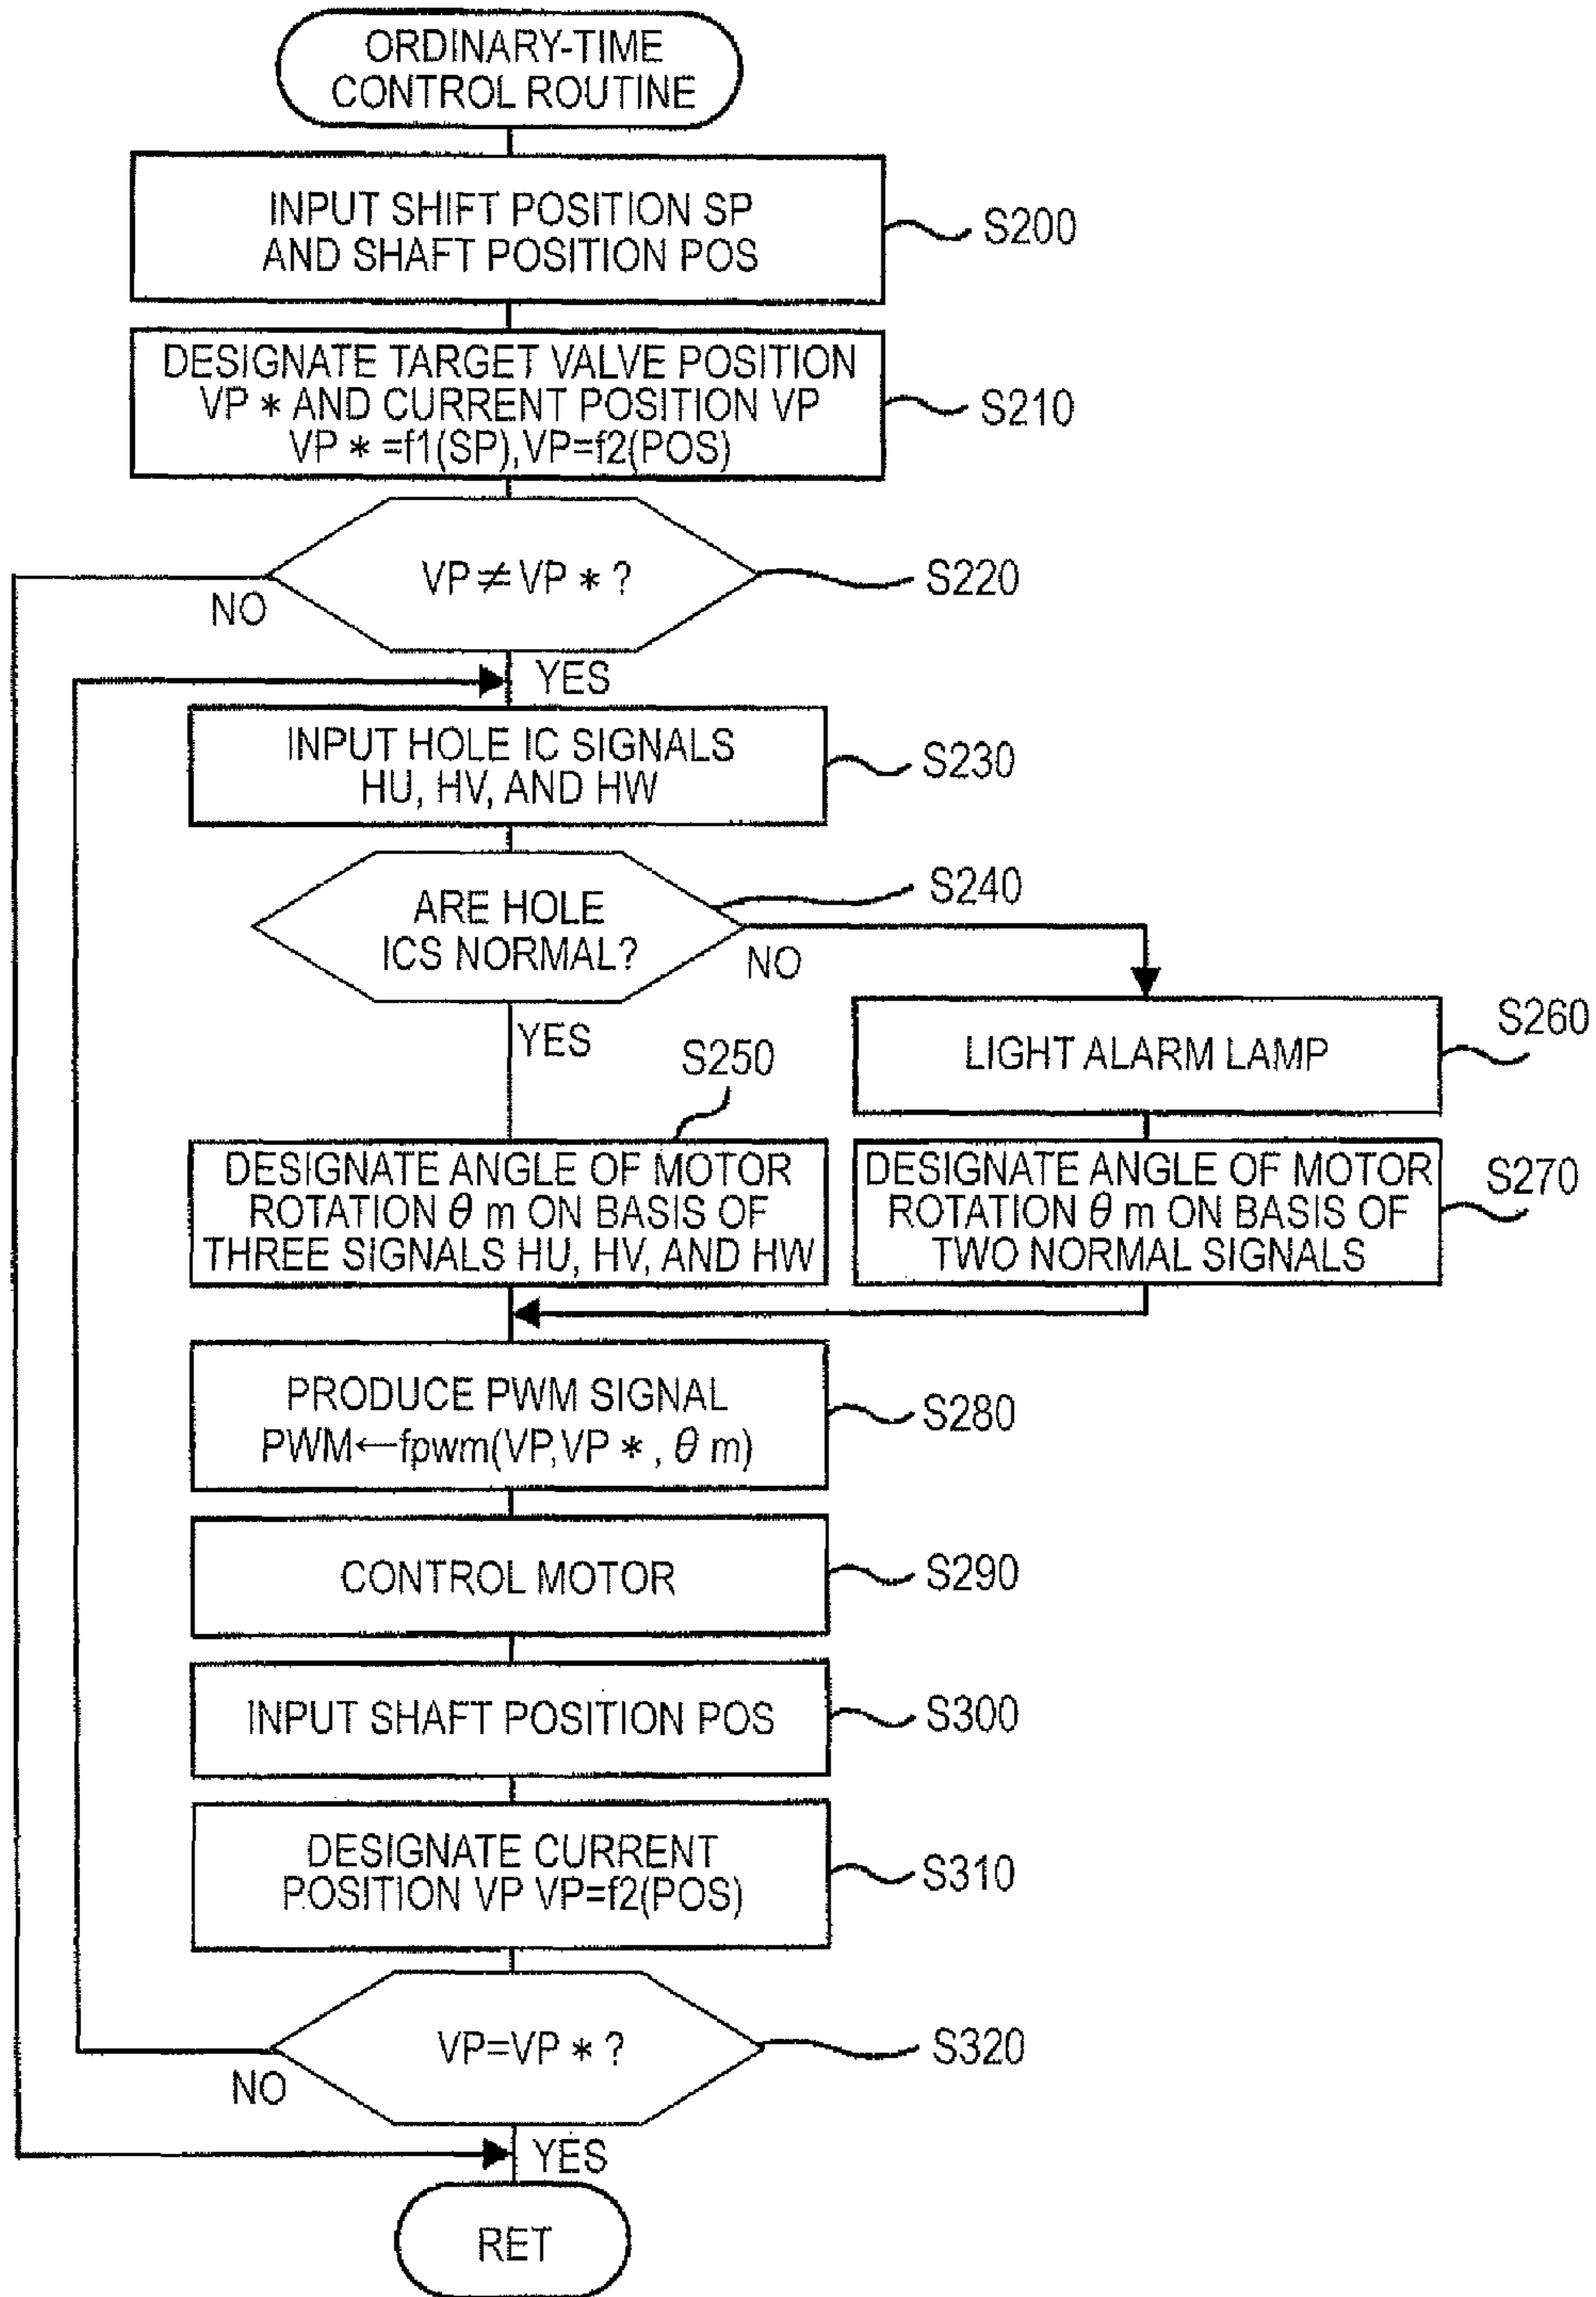 ORDINARY-TIME
CONTROL ROUTINE
INPUT SHIFT POSITION SP
AND SHAFT POSITION POS
S200
DESIGNATE TARGET VALVE POSITION
VP * AND CURRENT POSITION VP
VP * =f1(SP),VP=f2(POS)
S210
VP≠VP * ?
S220
NO
YES
INPUT HOLE IC SIGNALS
HU, HV, AND HW
S230
ARE HOLE
ICS NORMAL?
S240
NO
YES
S250
LIGHT ALARM LAMP
S260
DESIGNATE ANGLE OF MOTOR
ROTATION θ m ON BASIS OF
THREE SIGNALS HU, HV, AND HW
DESIGNATE ANGLE OF MOTOR
ROTATION θ m ON BASIS OF
TWO NORMAL SIGNALS
S270
PRODUCE PWM SIGNAL
PWM←fpwm(VP,VP * , θ m)
S280
CONTROL MOTOR
S290
INPUT SHAFT POSITION POS
S300
DESIGNATE CURRENT
POSITION VP VP=f2(POS)
S310
VP=VP * ?
S320
NO
YES
RET